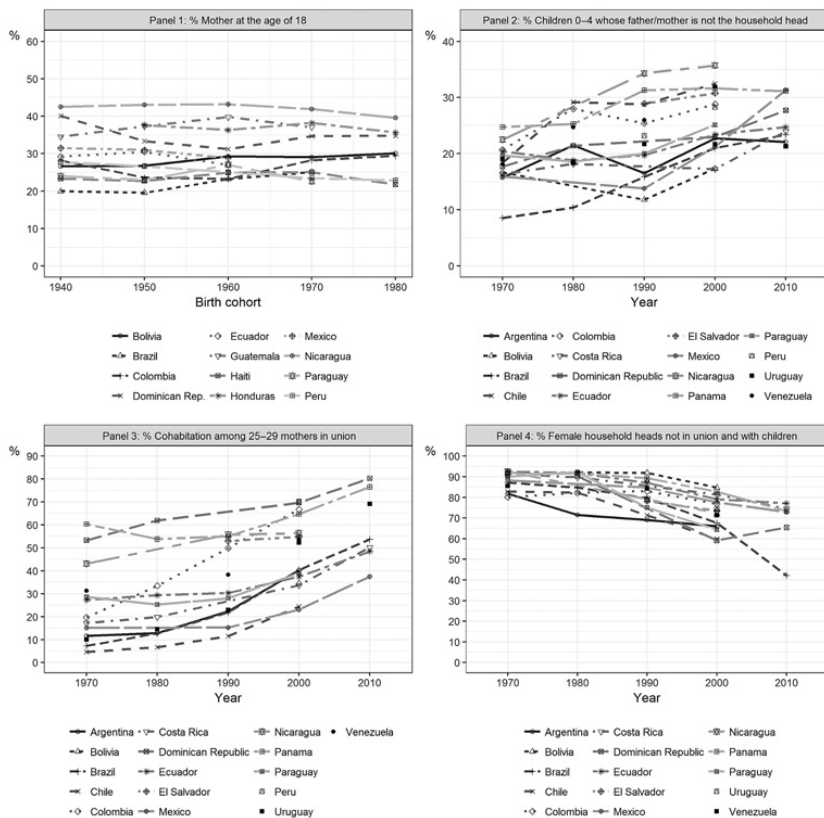 Panel 1: % Mother at the age of 18
%
60
50
40
30
20
10
0
1940 1950 1960 1970 1980
Birth cohort
Bolivia Ecuador Mexico
Brazil Guatemala Nicaragua
Colombia Haiti Paraguay
Dominican Rep. Honduras Peru
Panel 2: % Children 0–4 whose father/mother is not the household head
%
40
30
20
10
0
1970 1980 1990 2000 2010
Year
Argentina Colombia El Salvador Paraguay
Bolivia Costa Rica Mexico Peru
Brazil Dominican Republic Nicaragua Uruguay
Chile Ecuador Panama Venezuela
Panel 3: % Cohabitation among 25–29 mothers in union
%
90
80
70
60
50
40
30
20
10
0
1970 1980 1990 2000 2010
Year
Argentina Costa Rica Nicaragua Venezuela
Bolivia Dominican Republic Panama
Brazil Ecuador Paraguay
Chile El Salvador Peru
Colombia Mexico Uruguay
Panel 4: % Female household heads not in union and with children
%
100
90
80
70
60
50
40
30
20
10
0
1970 1980 1990 2000 2010
Year
Argentina Costa Rica Nicaragua
Bolivia Dominican Republic Panama
Brazil Ecuador Paraguay
Chile El Salvador Uruguay
Colombia Mexico Venezuela